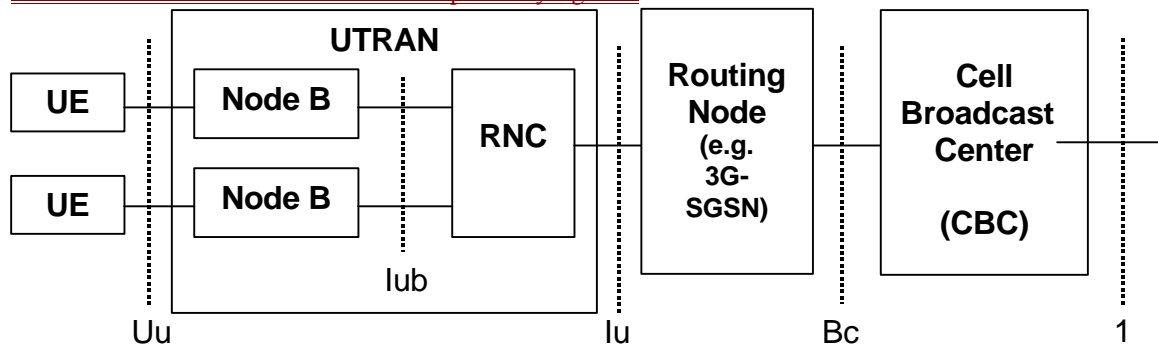 UTRAN
UE
Node B
RNC
UE
Node B
Iub
Routing
Node
(e.g.
3G-
SGSN)
Cell
Broadcast
Center
(CBC)
Uu
Iu
Bc
1